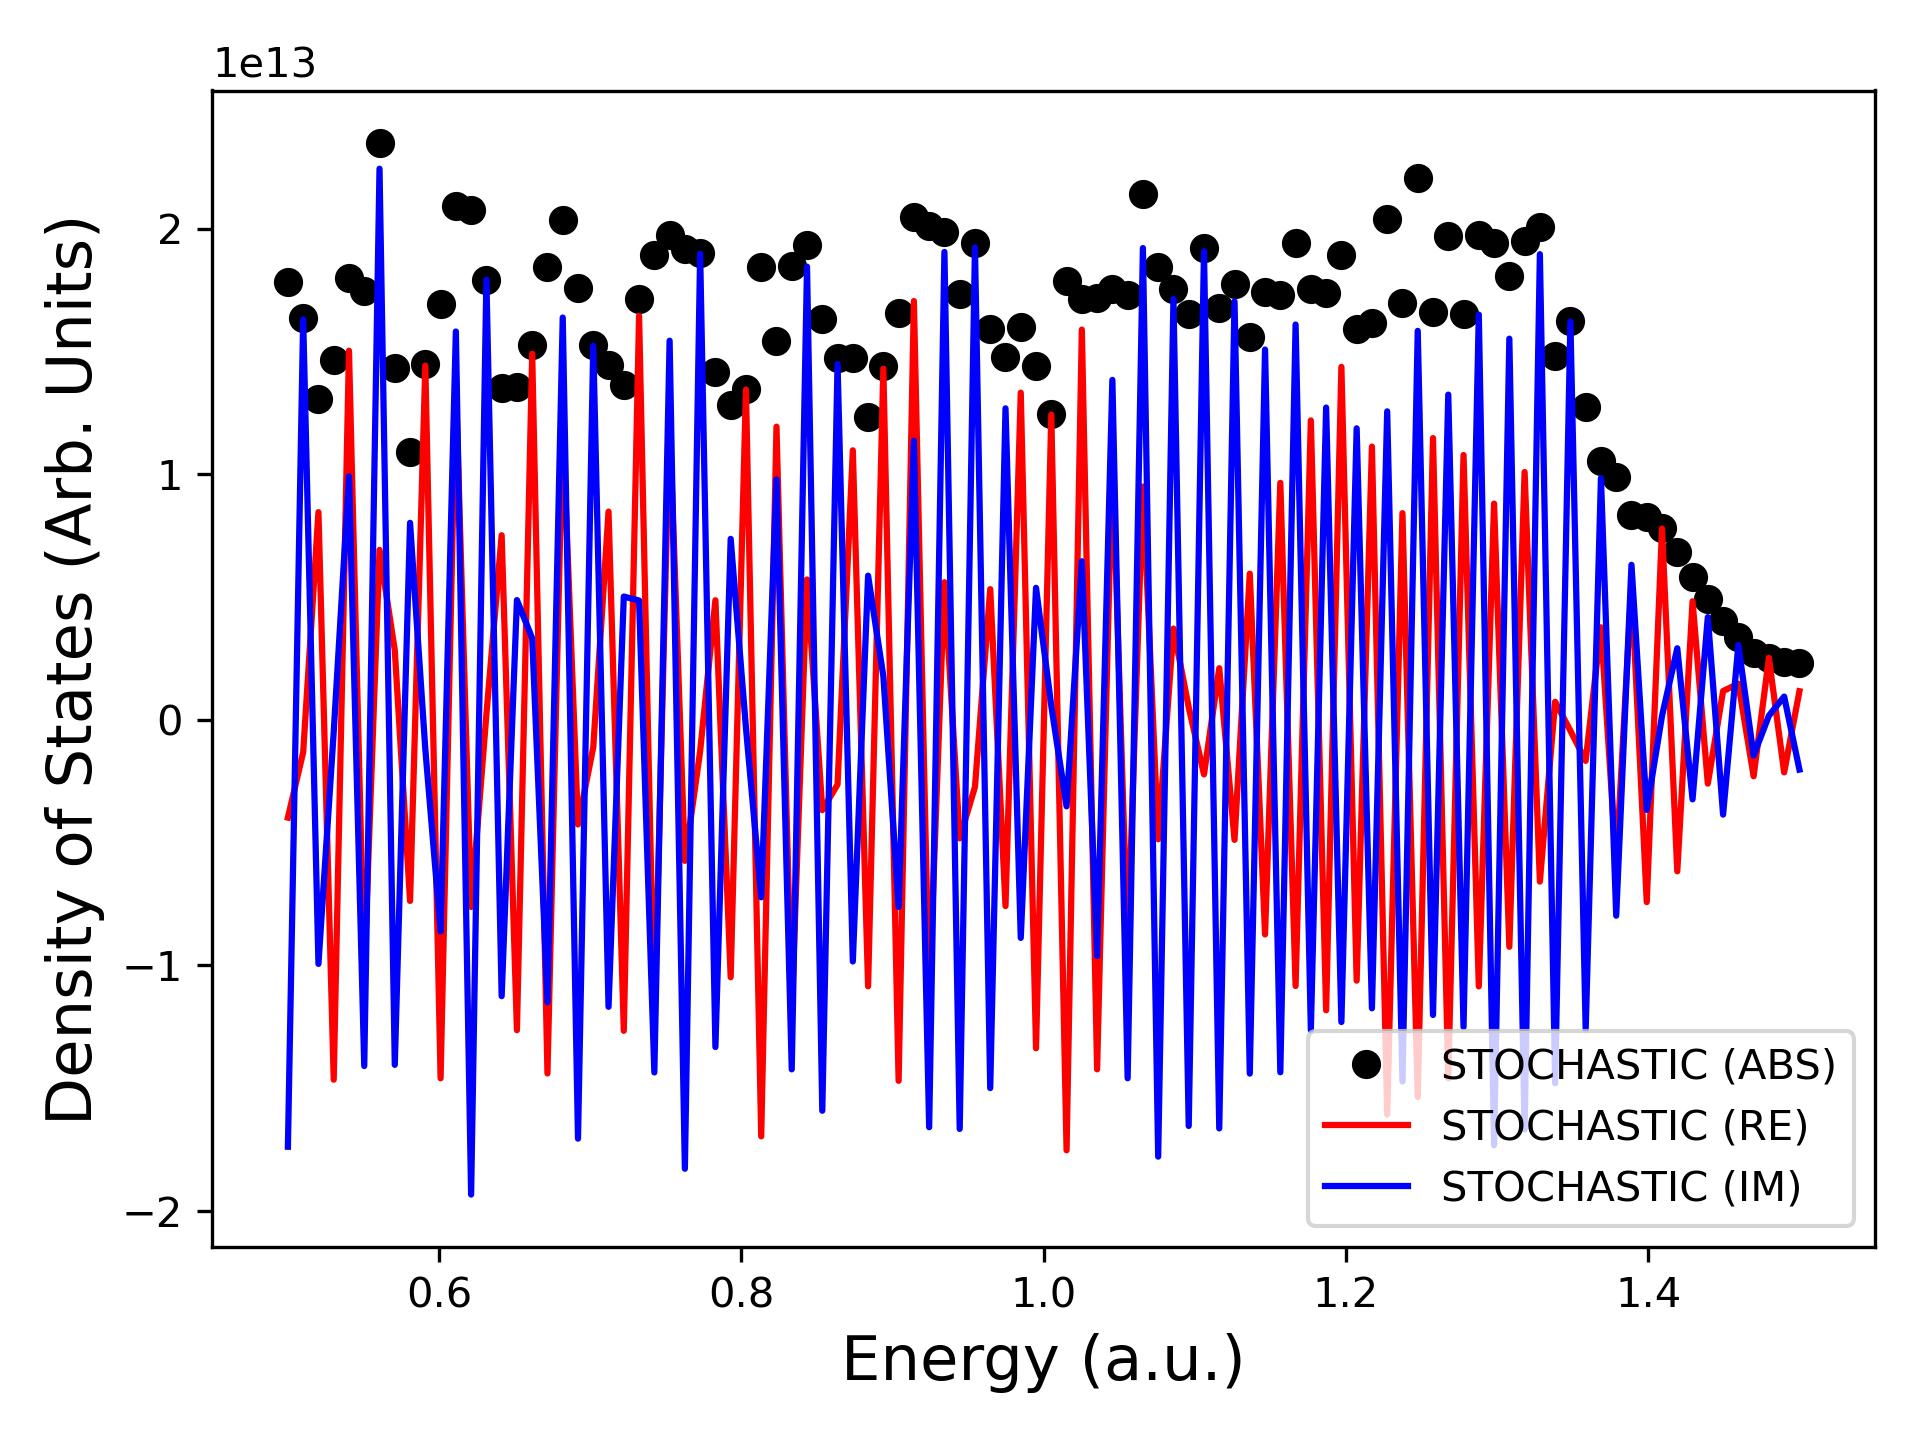 1e13
Density of States (Arb. Units)
2
1
0
−1
−2
STOCHASTIC (ABS)
STOCHASTIC (RE)
STOCHASTIC (IM)
0.6 0.8 1.0 1.2 1.4
Energy (a.u.)